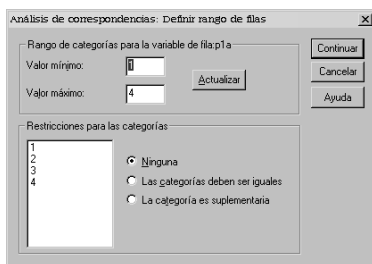 Análisis de correspondencias: Definir rango de filas
Rango de categorías para la variable de fila:p1a
Valor mínimo: 1
Valor máximo: 4
Actualizar
Continuar
Cancelar
Ayuda
Restricciones para las categorías
1
2
3
4
Ninguna
Las categorías deben ser iguales
La categoría es suplementaria